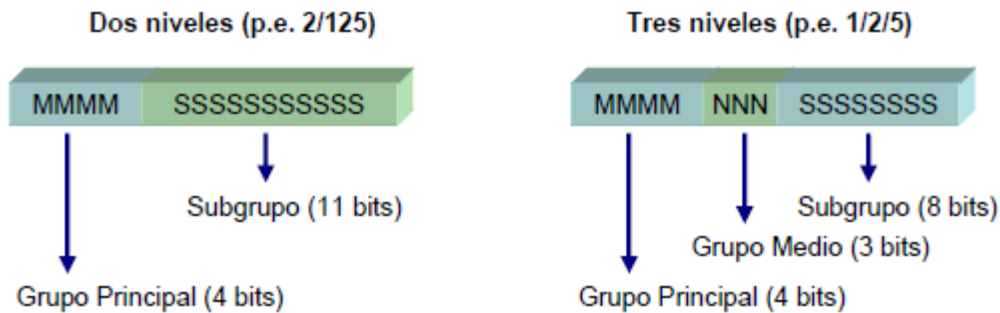 Dos niveles (p.e. 2/125)
MMMM SSSSSSSSSSS
Subgrupo (11 bits)
Grupo Principal (4 bits)
Tres niveles (p.e. 1/2/5)
MMMM NNN SSSSSSSS
Subgrupo (8 bits)
Grupo Medio (3 bits)
Grupo Principal (4 bits)